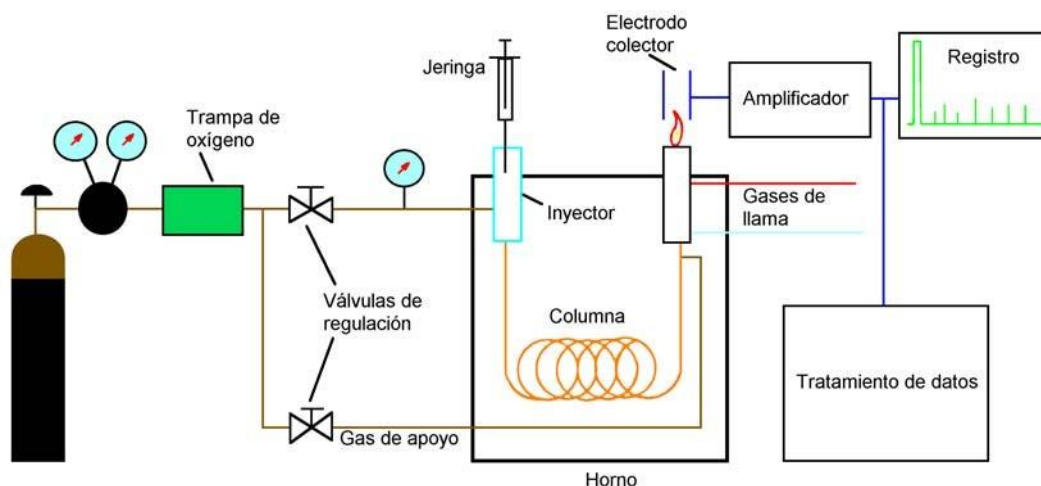 Electrodo
colector
Jeringa
Registro
Amplificador
Trampa de
oxígeno
Inyector
Gases de
llama
Válvulas de
regulación
Columna
Tratamiento de datos
Gas de apoyo
Horno